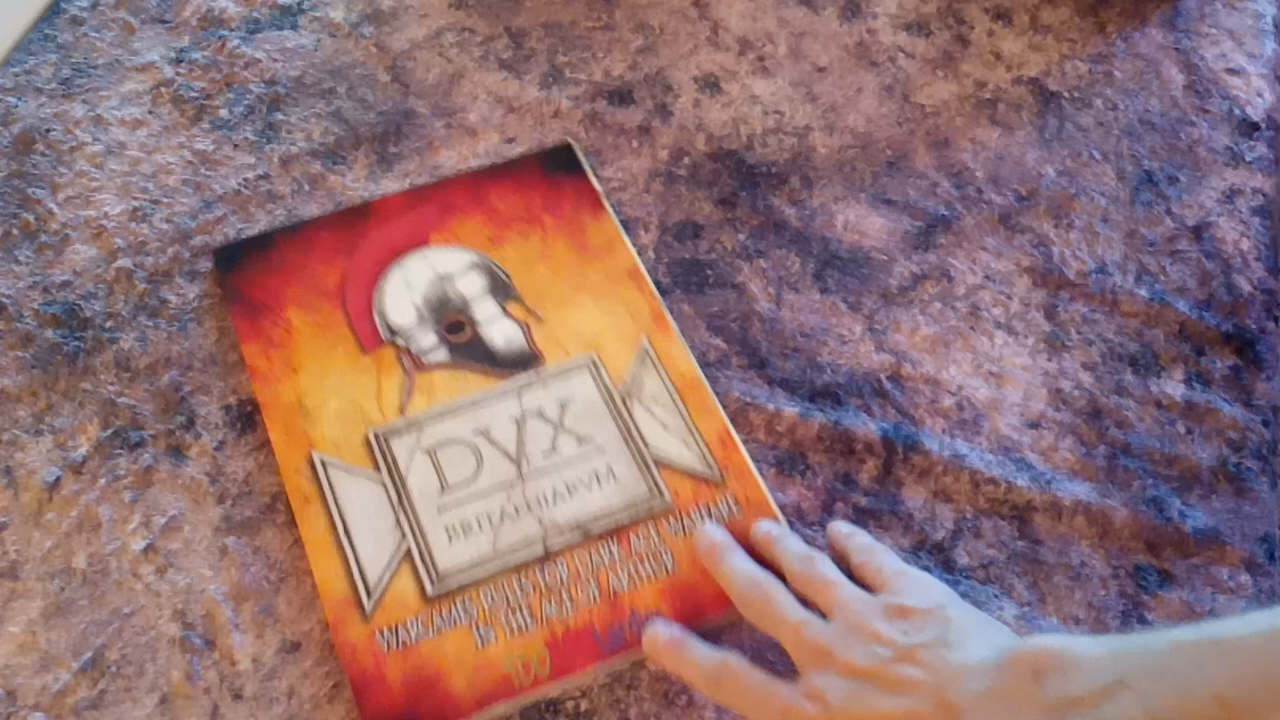 DVX
BRITANNIARVM
WARGAMES RULES FOR DARK AGE WARFARE
IN THE AGE OF ARTHUR